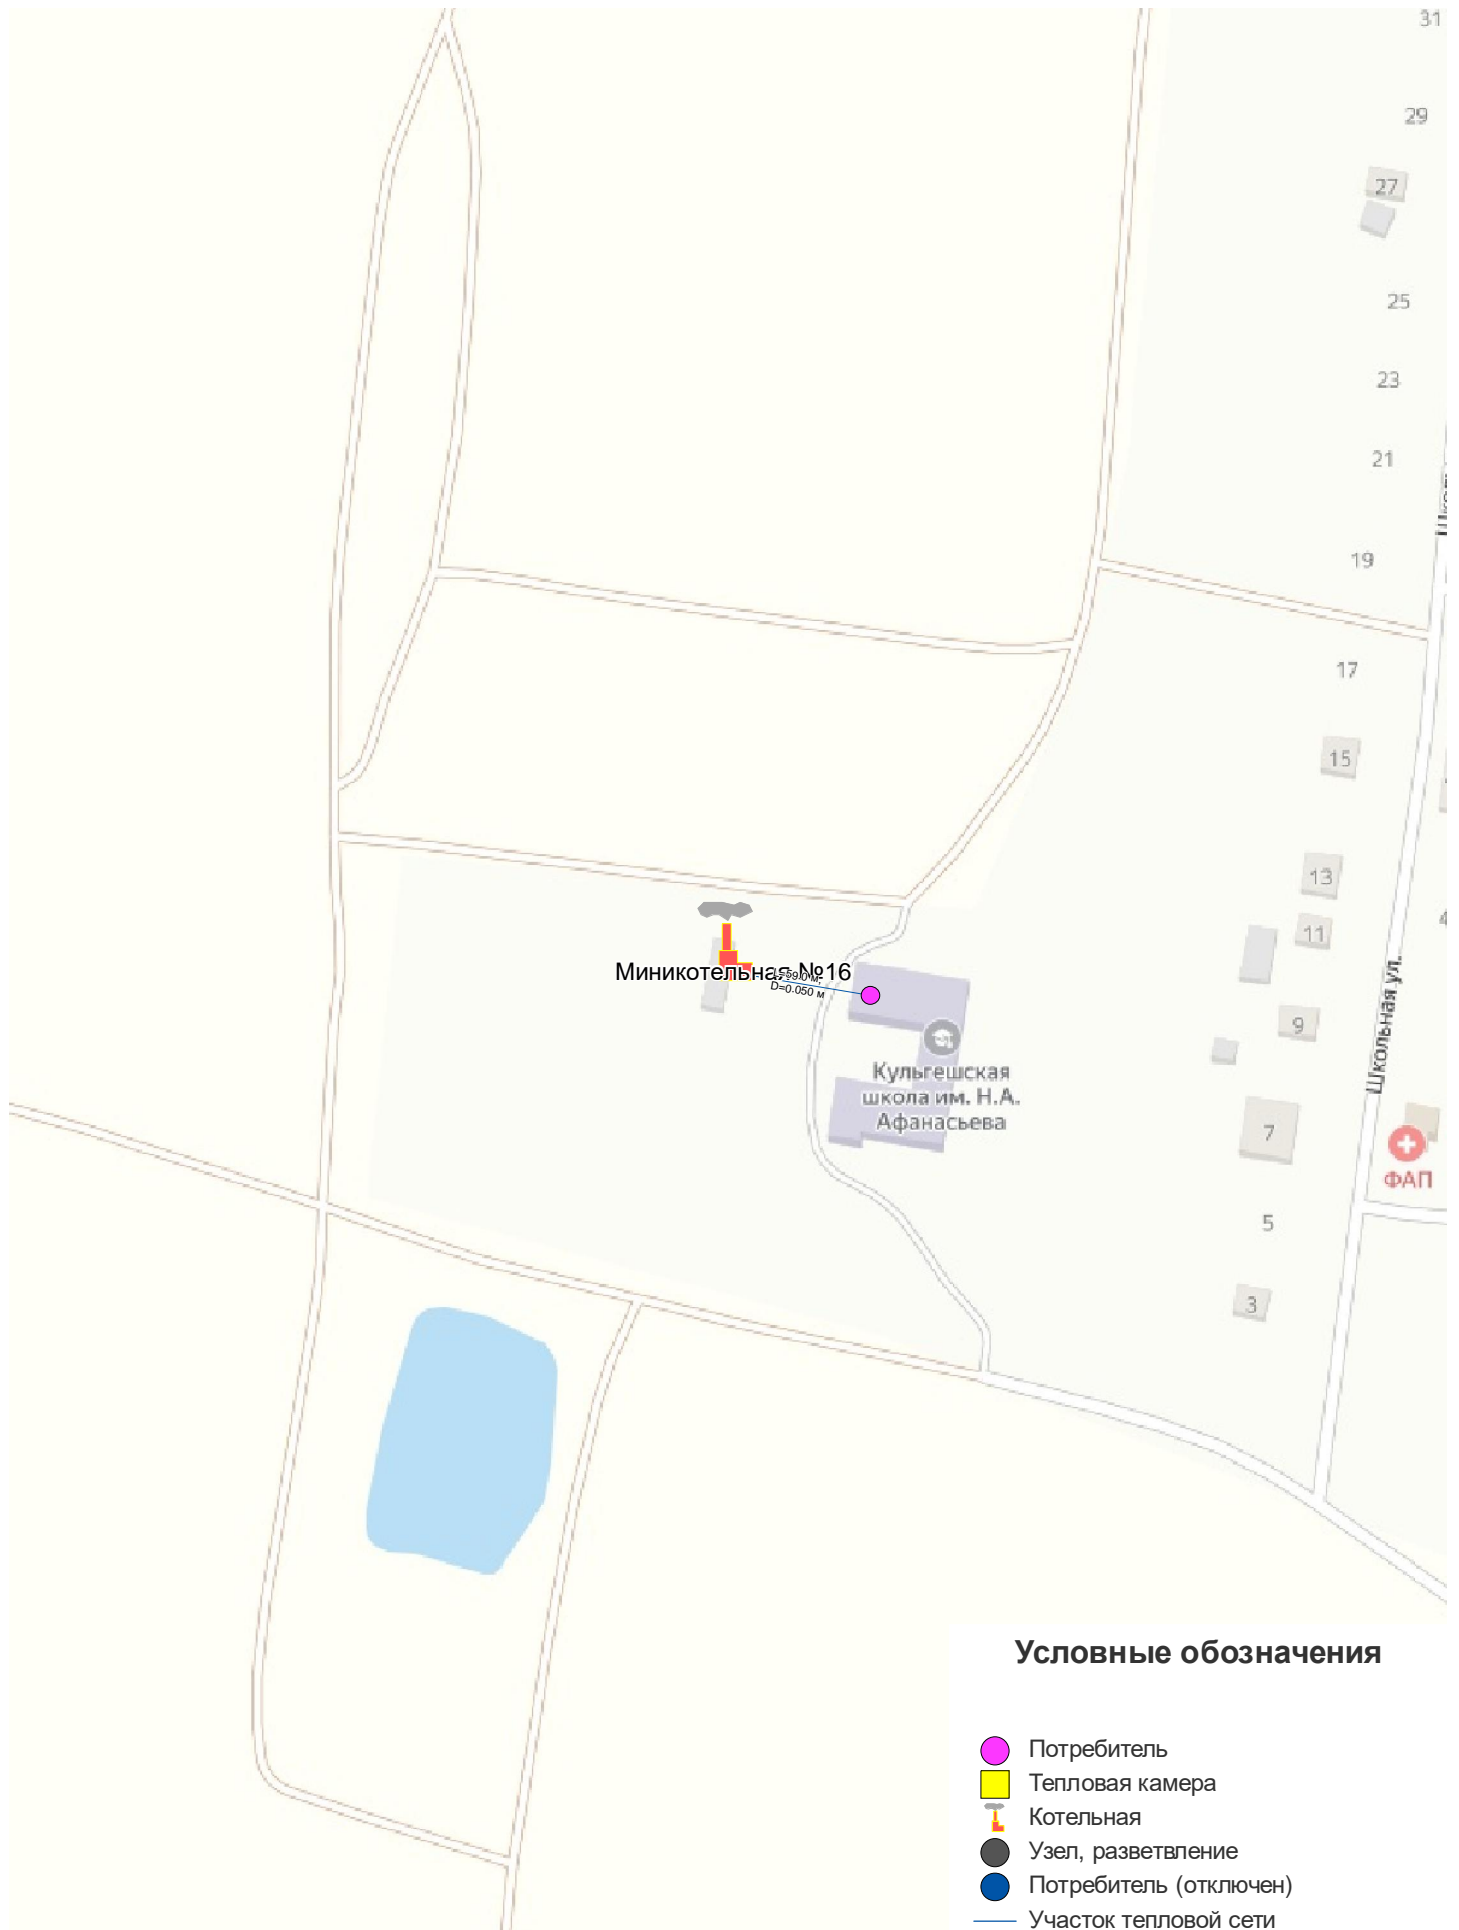 31
29
27
25
23
21
19
17
15
13
11
Миникотельная №16
D=0.050 м
9
Школьная ул.
Кульгешская
школа им. Н.А.
Афанасьева
7
ФАП
5
3
Условные обозначения
Потребитель
Тепловая камера
Котельная
Узел, разветвление
Потребитель (отключен)
Участок тепловой сети